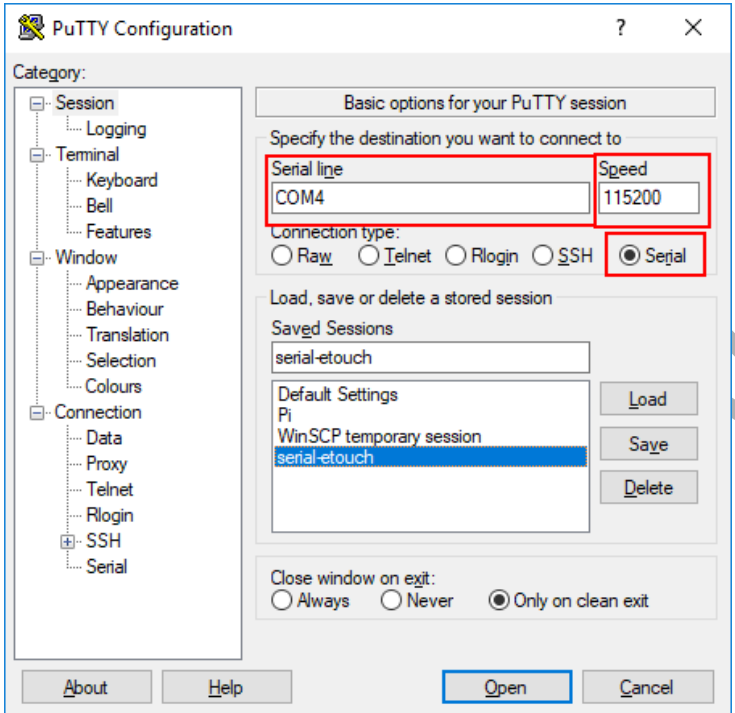 PuTTY Configuration
?
Category:
Session
Logging
Terminal
Keyboard
Bell
Features
Window
Appearance
Behaviour
Translation
Selection
Colours
Connection
Data
Proxy
Telnet
Rlogin
SSH
Serial
Basic options for your PuTTY session
Specify the destination you want to connect to
Serial line Speed
COM4 115200
Connection type:
Raw Telnet Rlogin SSH Serial
Load, save or delete a stored session
Saved Sessions
serial-etouch
Default Settings
Pi
WinSCP temporary session
serial-etouch
Load
Save
Delete
Close window on exit:
Always Never Only on clean exit
About Help Open Cancel